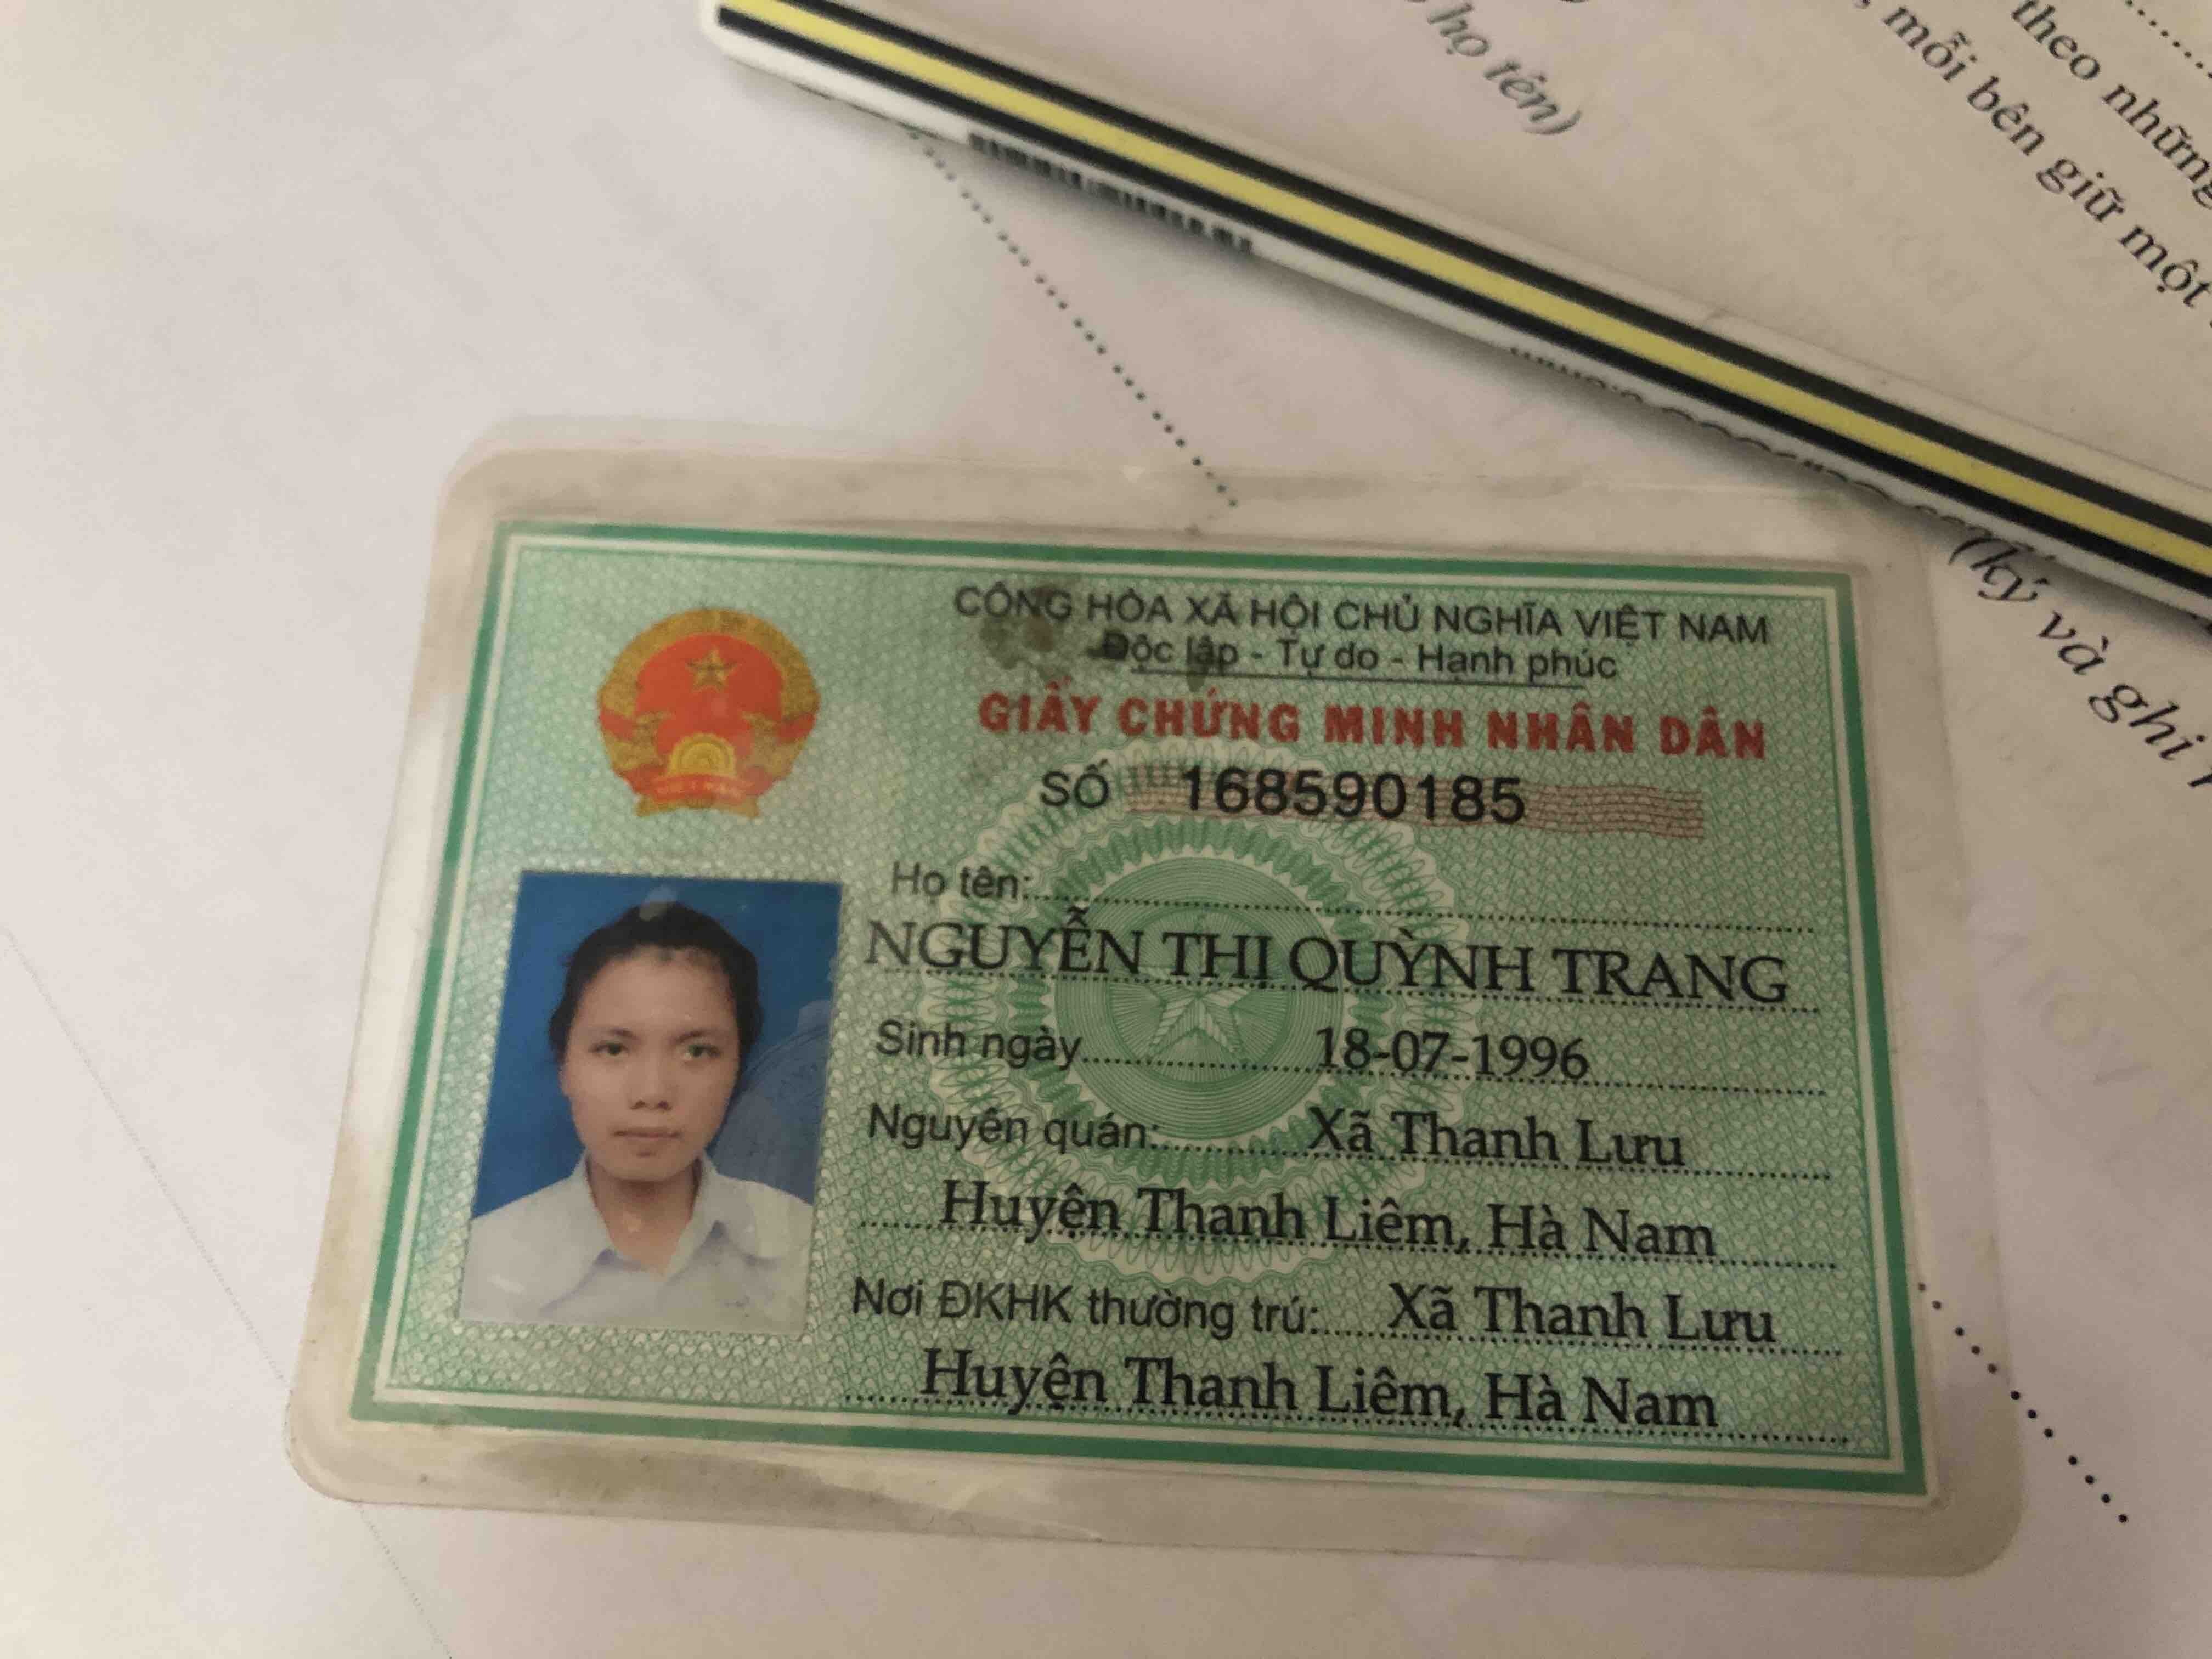 họ tên)
theo những
mỗi bên giữ một
(ký và ghi
CỘNG HÒA XÃ HỘI CHỦ NGHĨA VIỆT NAM
Độc lập - Tự do - Hạnh phúc
GIẤY CHỨNG MINH NHÂN DÂN
SỐ 168590185
Họ tên:
NGUYỄN THỊ QUỲNH TRANG
Sinh ngày 18-07-1996
Nguyên quán: Xã Thanh Lưu
Huyện Thanh Liêm, Hà Nam
Nơi ĐKHK thường trú: Xã Thanh Lưu
Huyện Thanh Liêm, Hà Nam